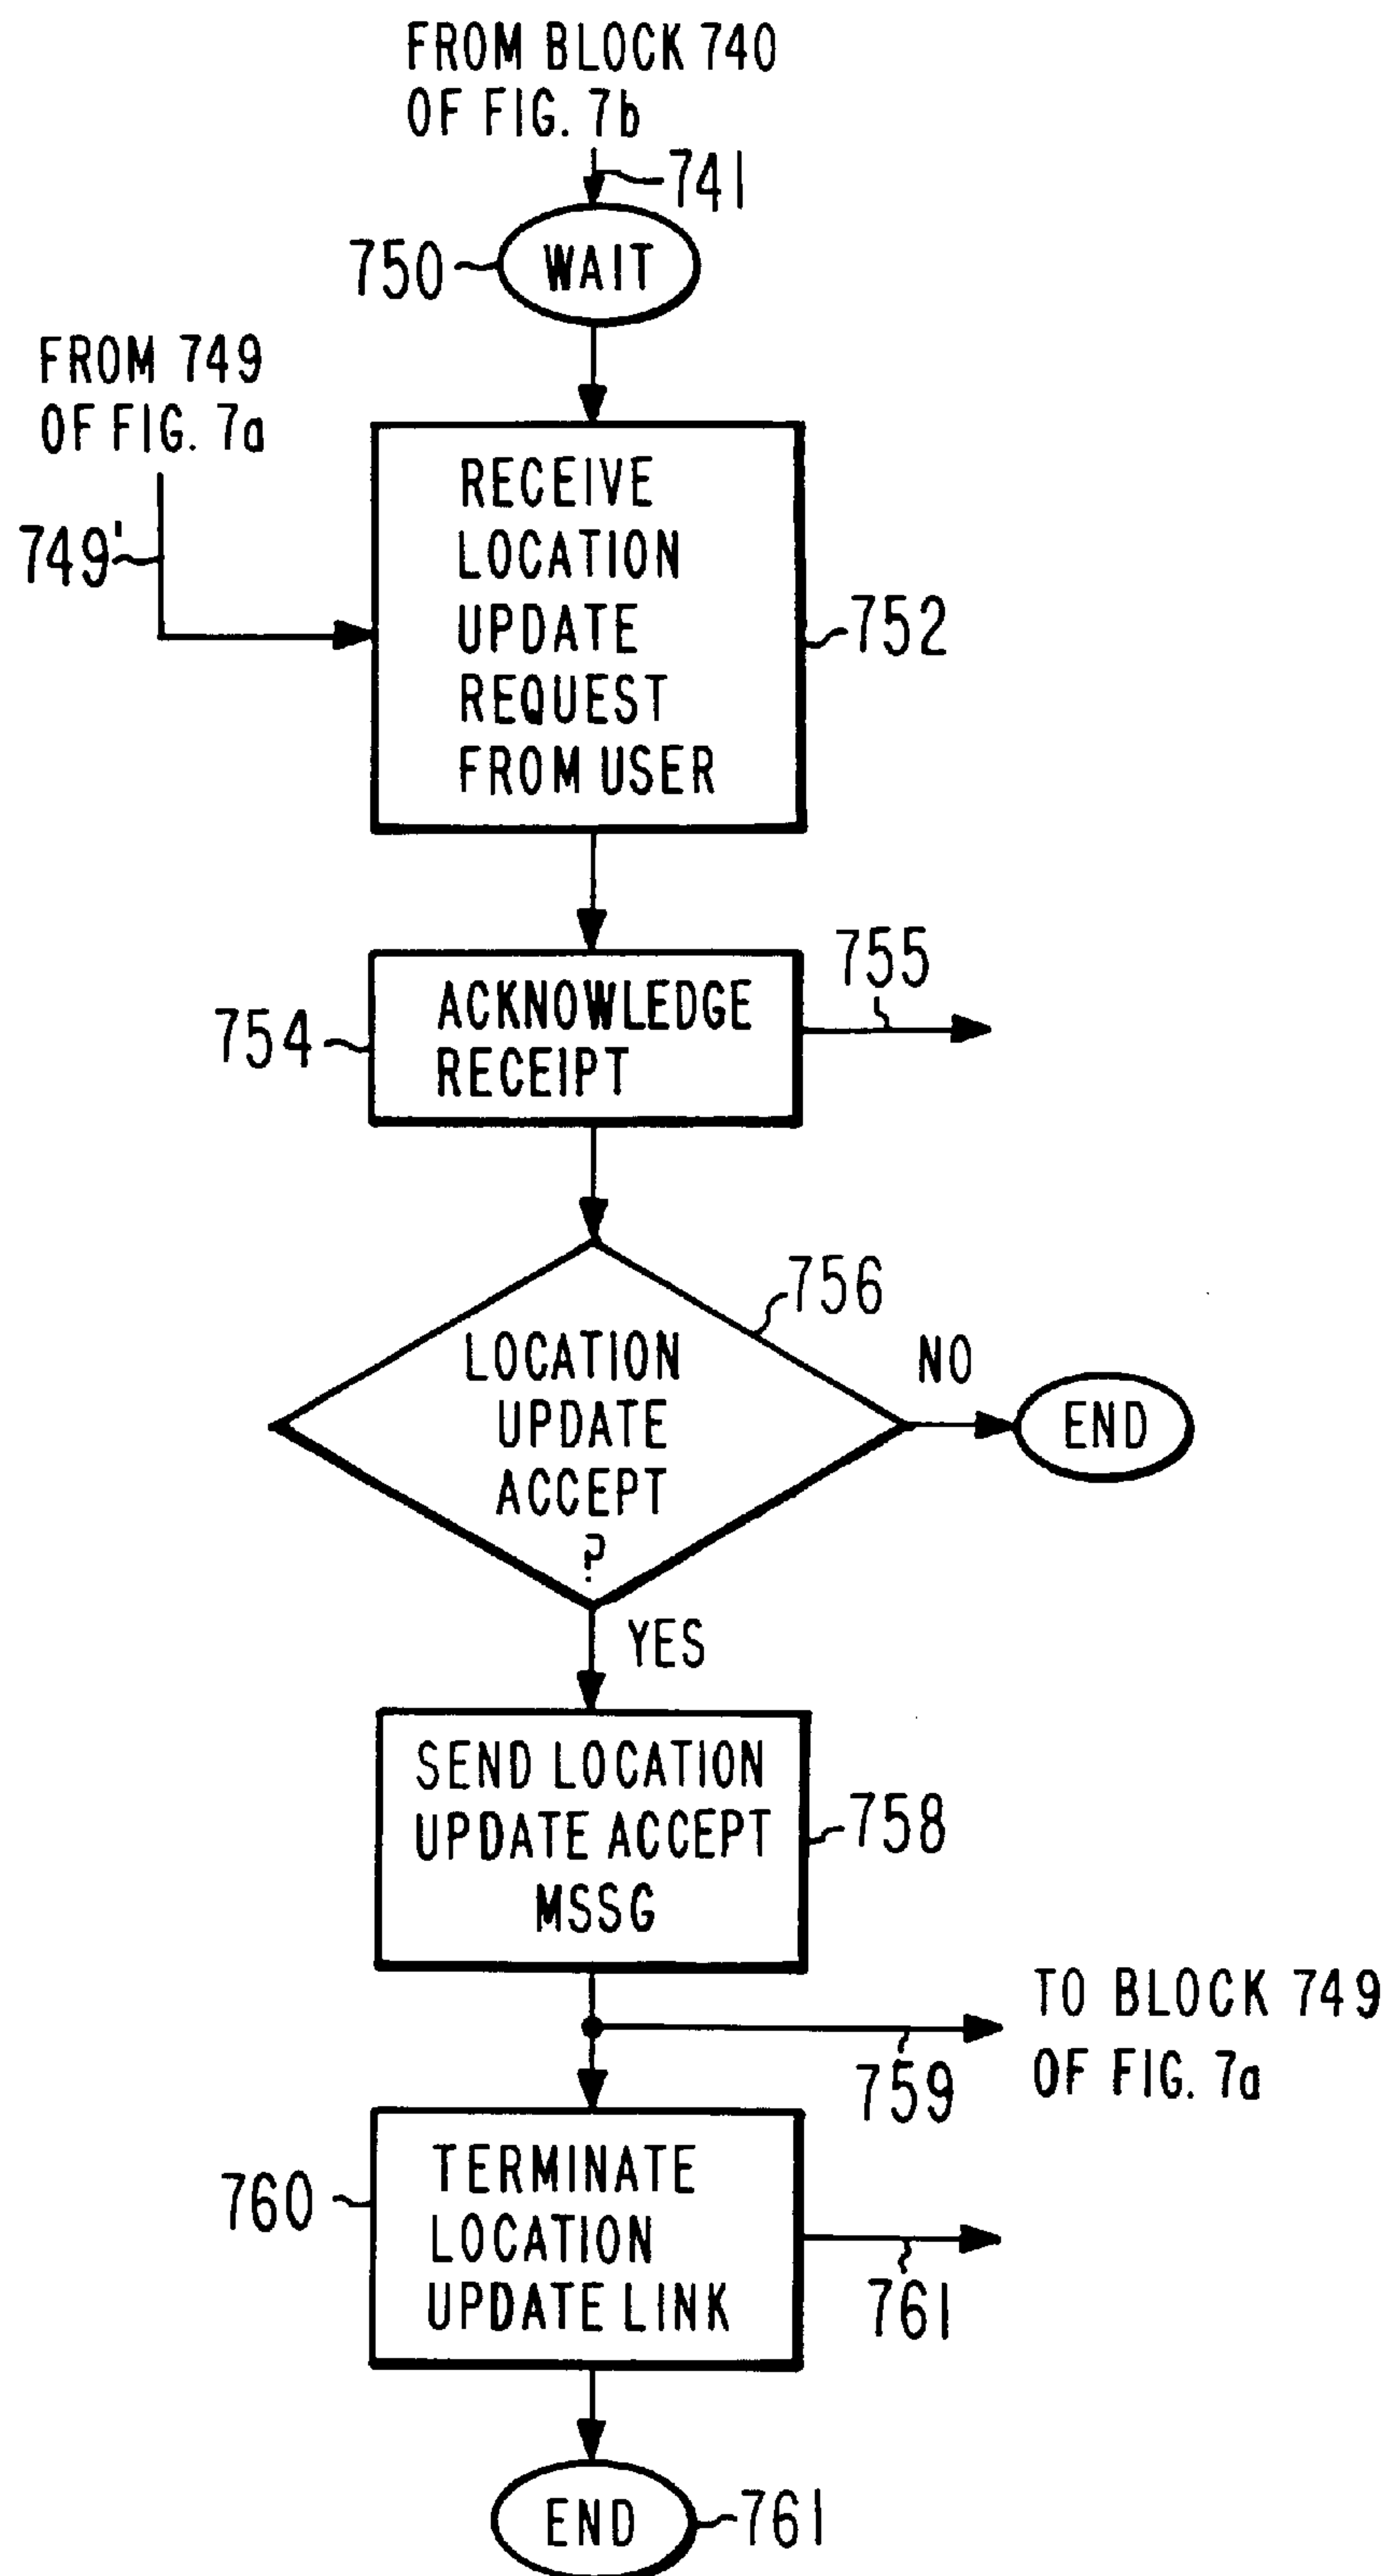 FROM BLOCK 740
OF FIG. 7b
741
750
WAIT
FROM 749
OF FIG. 7a
749'
RECEIVE
LOCATION
UPDATE
REQUEST
FROM USER
752
755
754
ACKNOWLEDGE
RECEIPT
756
LOCATION
UPDATE
ACCEPT
?
NO
END
YES
SEND LOCATION
UPDATE ACCEPT
MSSG
758
759
TO BLOCK 749
OF FIG. 7a
760
TERMINATE
LOCATION
UPDATE LINK
761
END
761